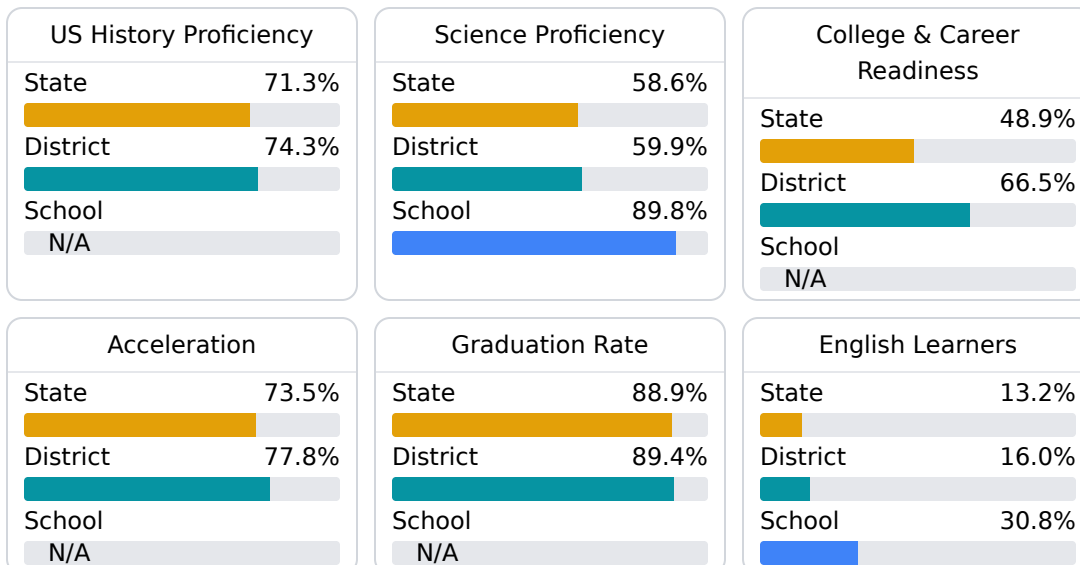 US History Proficiency
State 71.3%
District 74.3%
School
N/A
Science Proficiency
State 58.6%
District 59.9%
School 89.8%
College & Career
Readiness
State 48.9%
District 66.5%
School
N/A
Acceleration
State 73.5%
District 77.8%
School
N/A
Graduation Rate
State 88.9%
District 89.4%
School
N/A
English Learners
State 13.2%
District 16.0%
School 30.8%